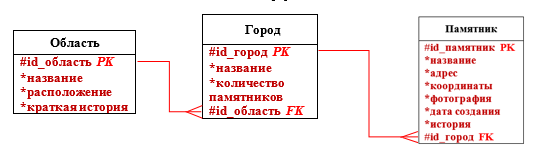 Область
#id_область PK
*название
*расположение
*краткая история
Город
#id_город PK
*название
*количество
памятников
#id_область FK
Памятник
#id_памятник PK
*название
*адрес
*координаты
*фотография
*дата создания
*история
#id_город FK